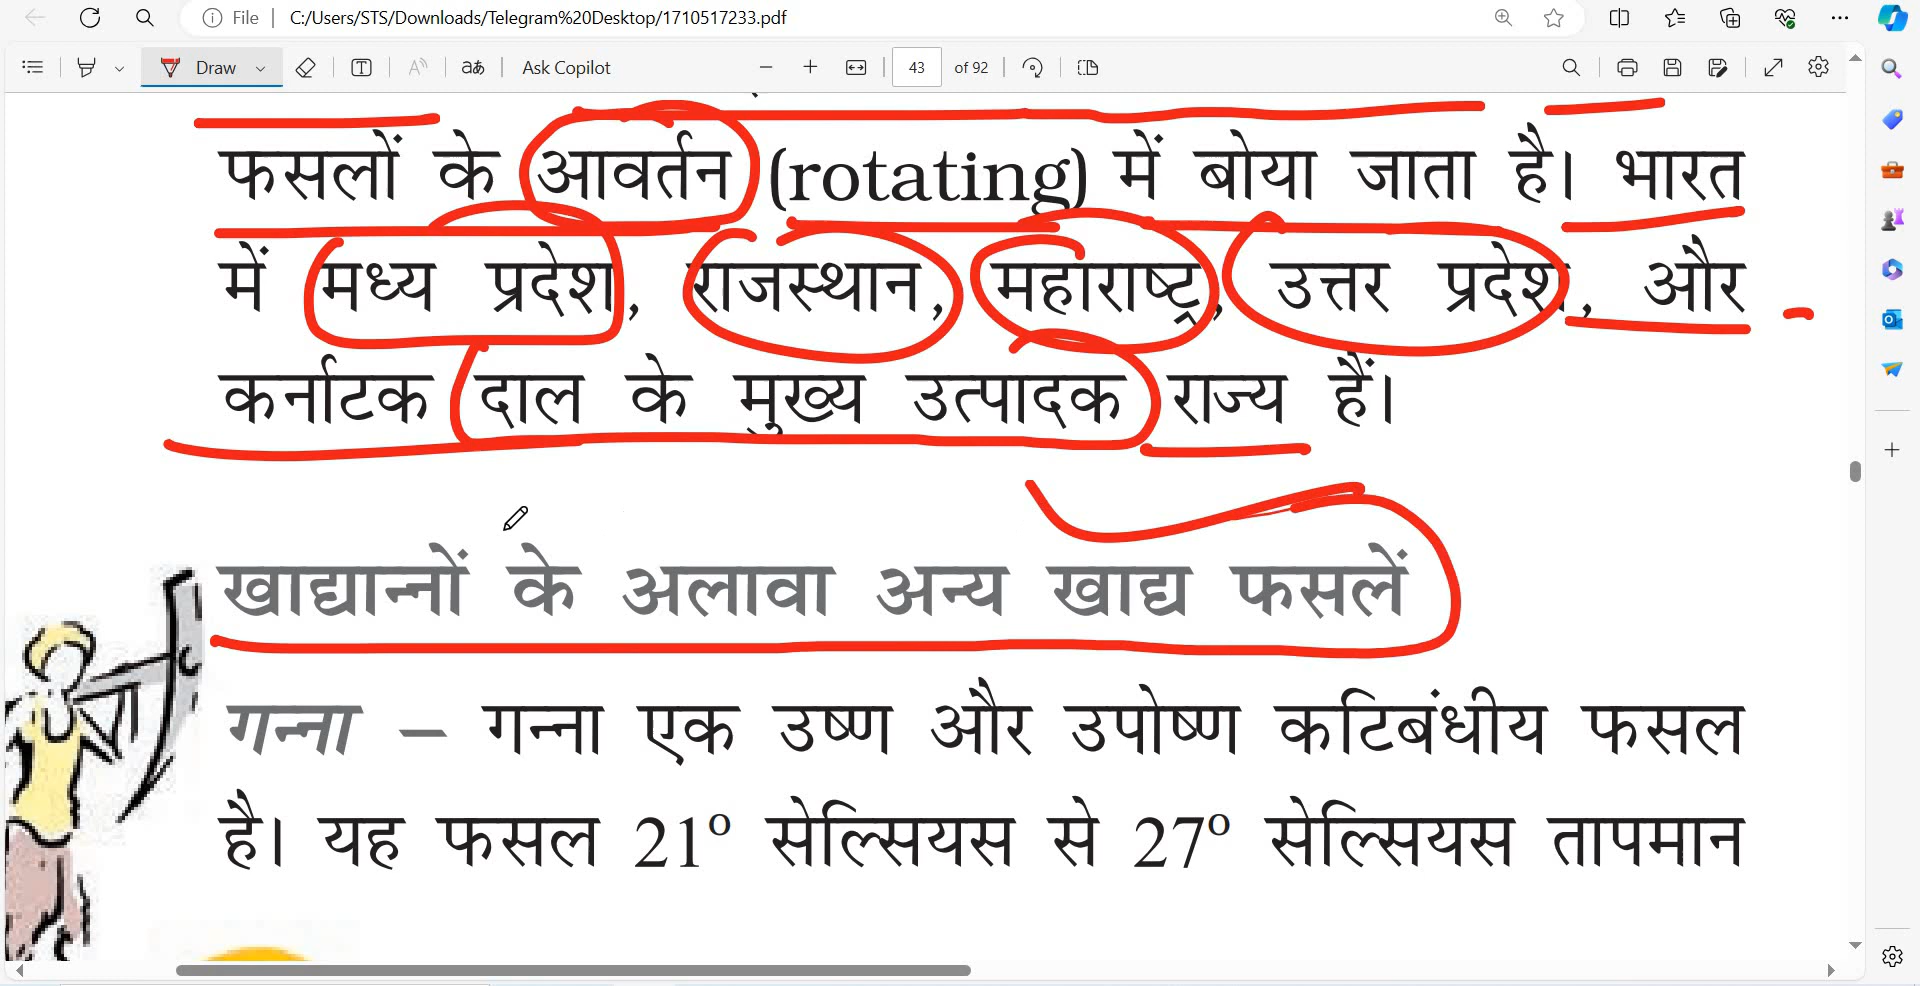 File C:/Users/STS/Downloads/Telegram%20Desktop/1710517233.pdf
Draw aあ Ask Copilot 43 of 92
फसलों के आवर्तन (rotating) में बोया जाता है। भारत
में मध्य प्रदेश, राजस्थान, महाराष्ट्र, उत्तर प्रदेश, और
कर्नाटक दाल के मुख्य उत्पादक राज्य हैं।
खाद्यान्नों के अलावा अन्य खाद्य फसलें
गन्ना – गन्ना एक उष्ण और उपोष्ण कटिबंधीय फसल
है। यह फसल 21° सेल्सियस से 27° सेल्सियस तापमान